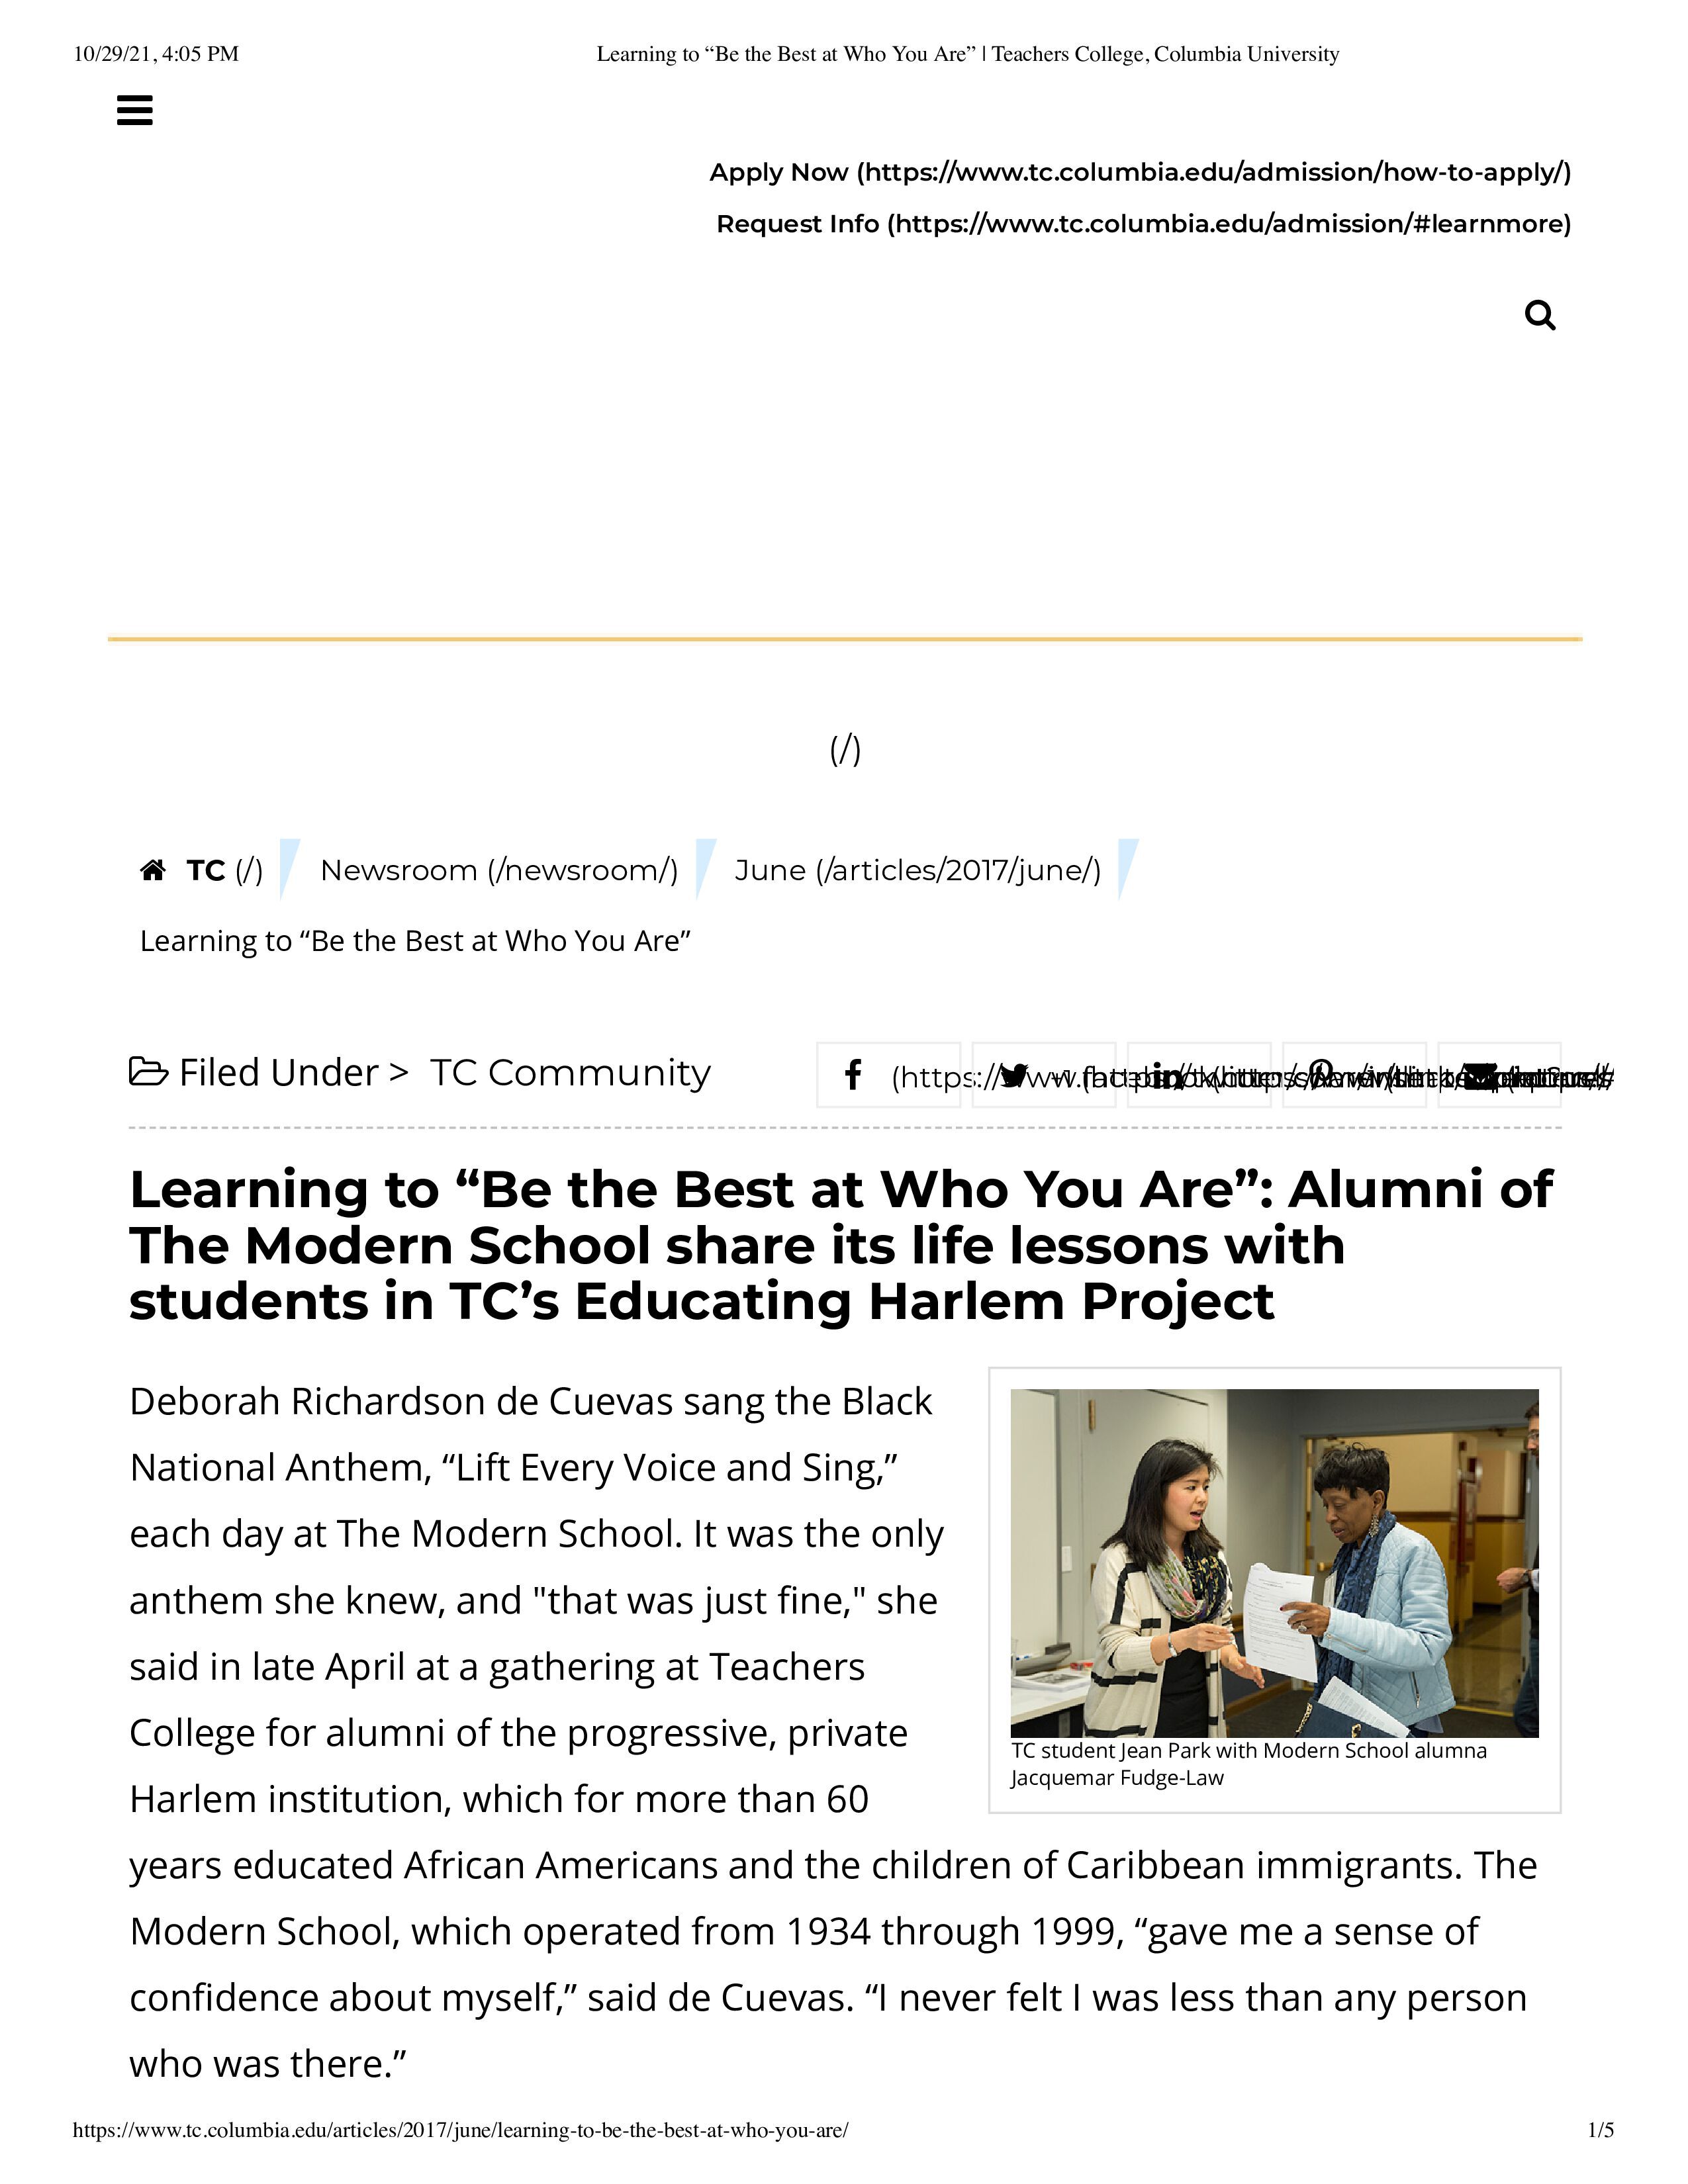 10/29/21, 4:05 PM
Learning to “Be the Best at Who You Are” | Teachers College, Columbia University
Apply Now (https://www.tc.columbia.edu/admission/how-to-apply/)
Request Info (https://www.tc.columbia.edu/admission/#learnmore)
(/)
TC (/) Newsroom (/newsroom/) June (/articles/2017/june/)
Learning to “Be the Best at Who You Are”
Filed Under > TC Community
Learning to “Be the Best at Who You Are”: Alumni of
The Modern School share its life lessons with
students in TC’s Educating Harlem Project
Deborah Richardson de Cuevas sang the Black
National Anthem, “Lift Every Voice and Sing,”
each day at The Modern School. It was the only
anthem she knew, and "that was just fine," she
said in late April at a gathering at Teachers
College for alumni of the progressive, private
Harlem institution, which for more than 60
years educated African Americans and the children of Caribbean immigrants. The
Modern School, which operated from 1934 through 1999, “gave me a sense of
confidence about myself,” said de Cuevas. “I never felt I was less than any person
who was there.”
TC student Jean Park with Modern School alumna
Jacquemar Fudge-Law
https://www.tc.columbia.edu/articles/2017/june/learning-to-be-the-best-at-who-you-are/
1/5